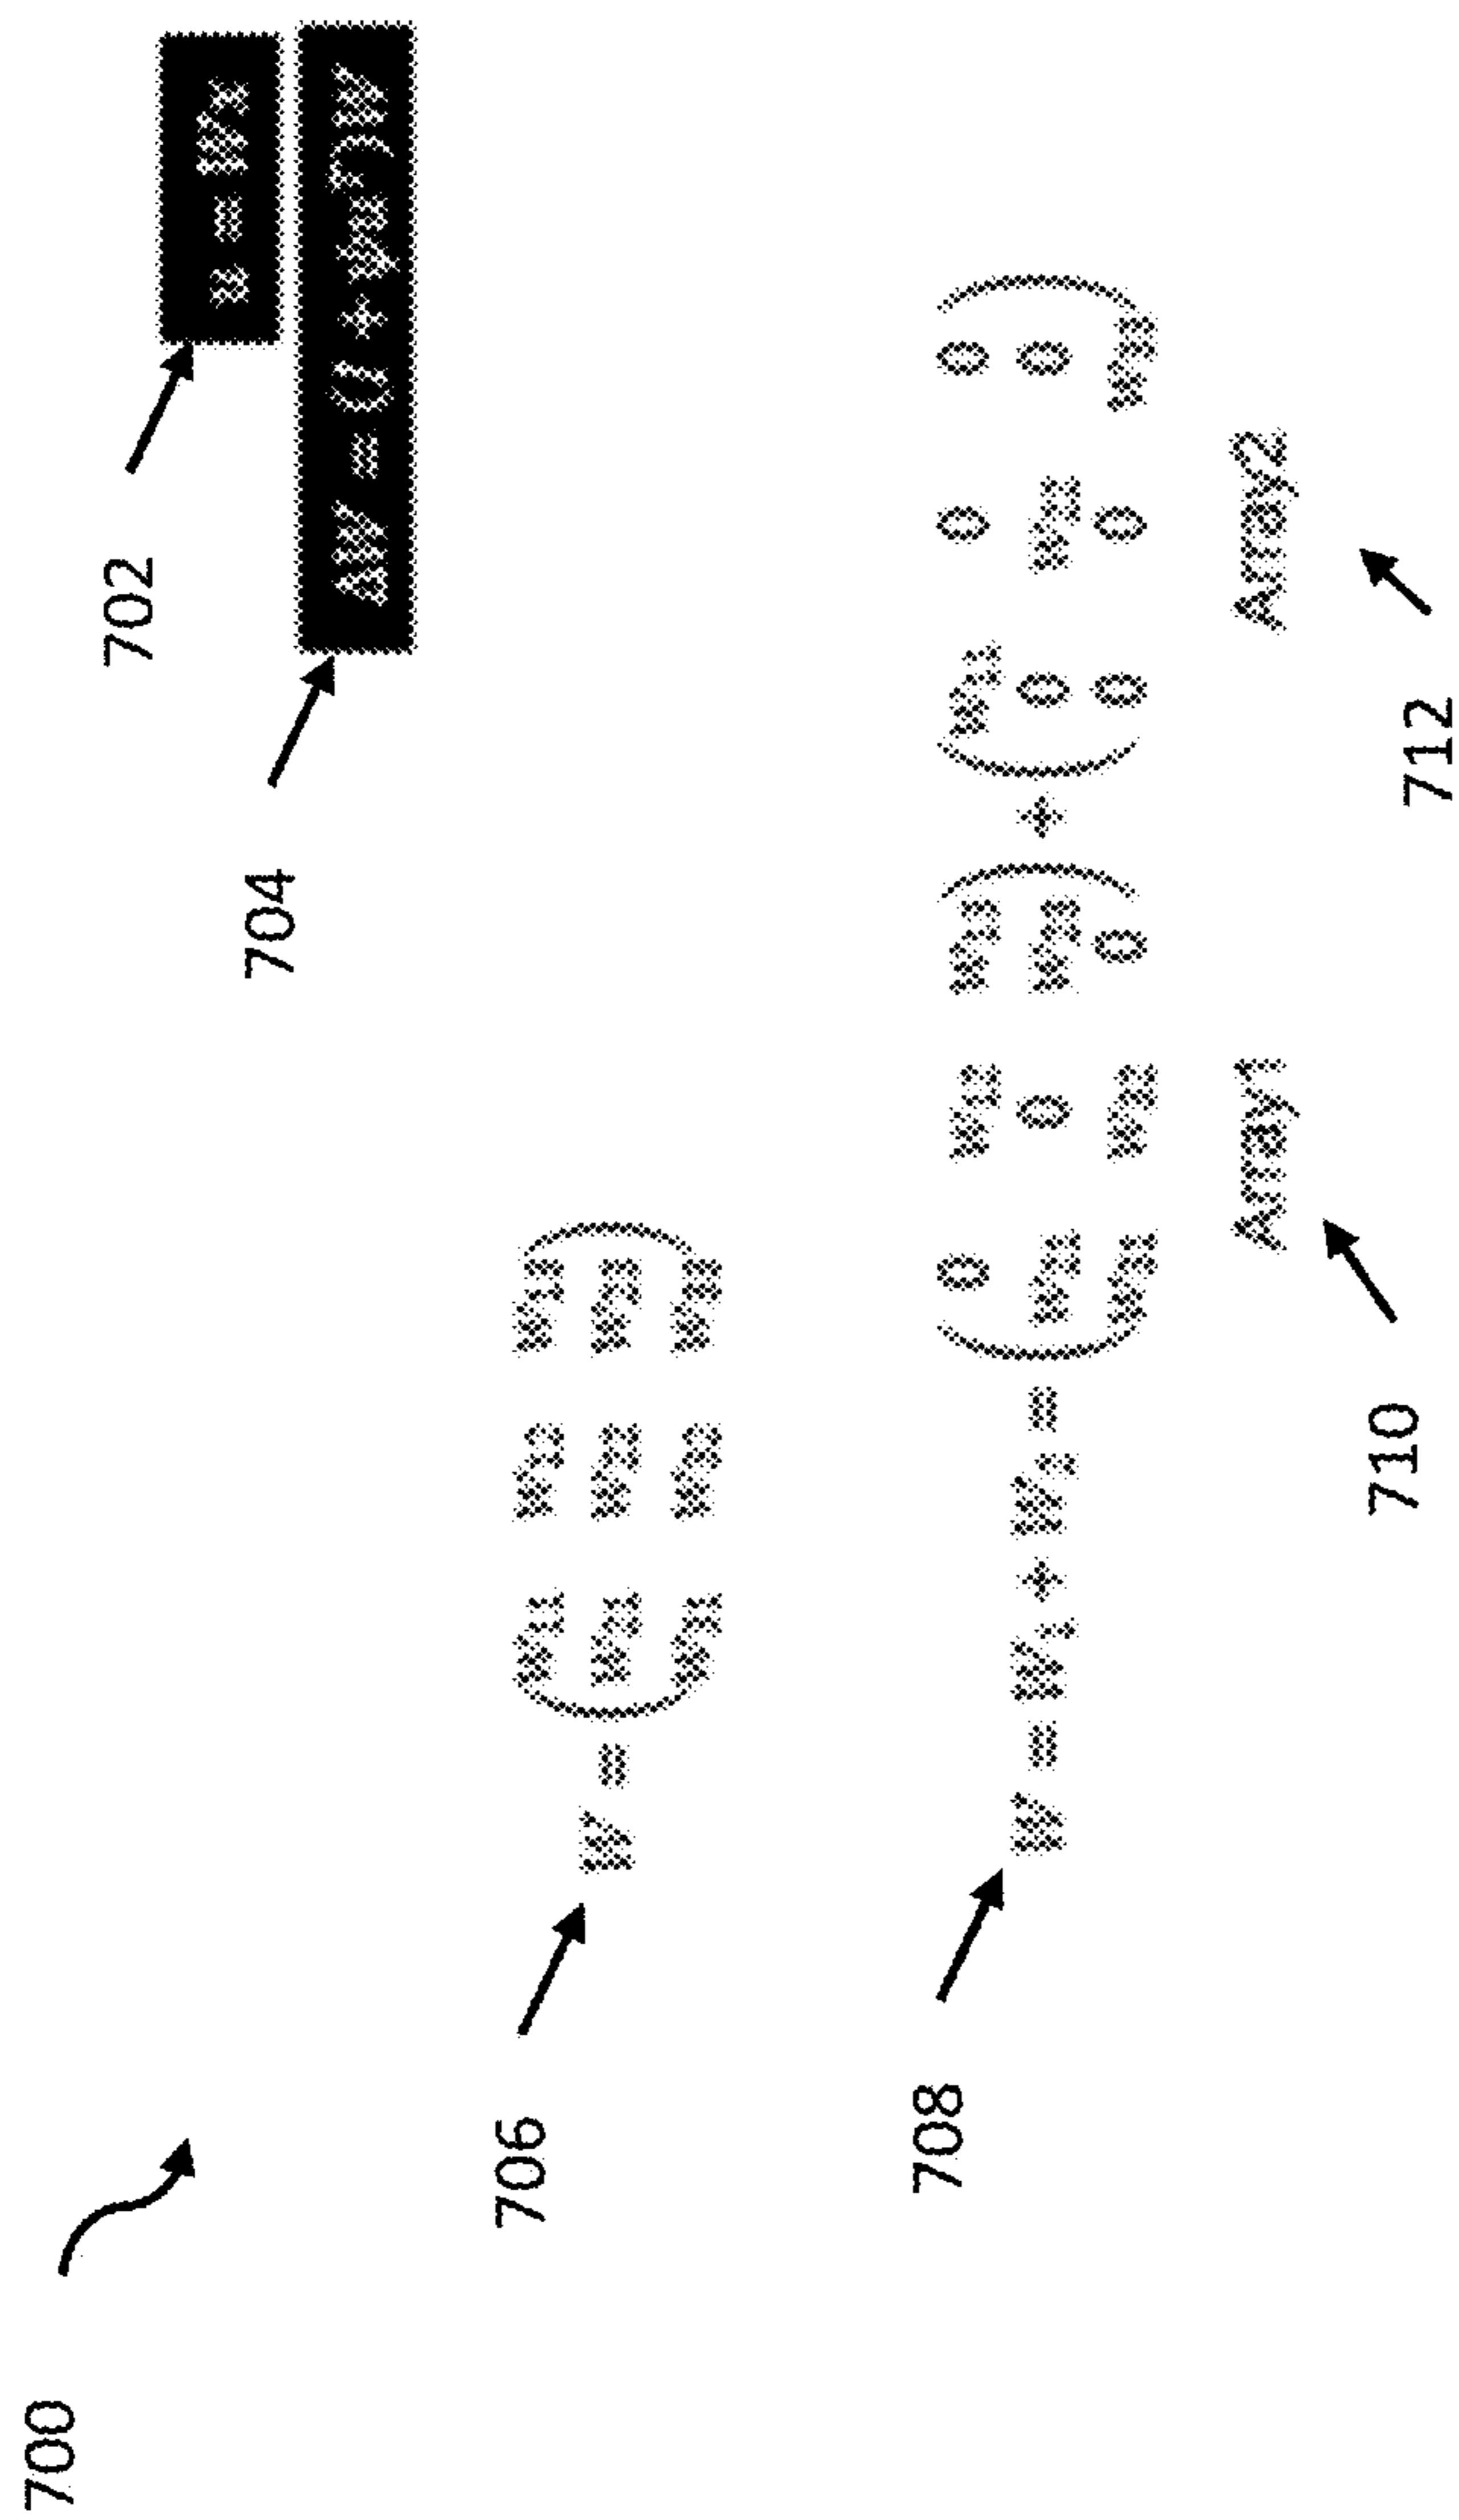 700
702
704
706
W =
w₁₁ w₁₂ w₁₃
w₂₁ w₂₂ w₂₃
w₃₁ w₃₂ w₃₃
708
W = W₁ + W₂ =
0 w₁₂ w₁₃ + w₁₁ 0 0
w₂₁ 0 w₂₃ 0 w₂₂ 0
w₃₁ w₃₂ 0 0 0 w₃₃
Array1 Array2
710
712